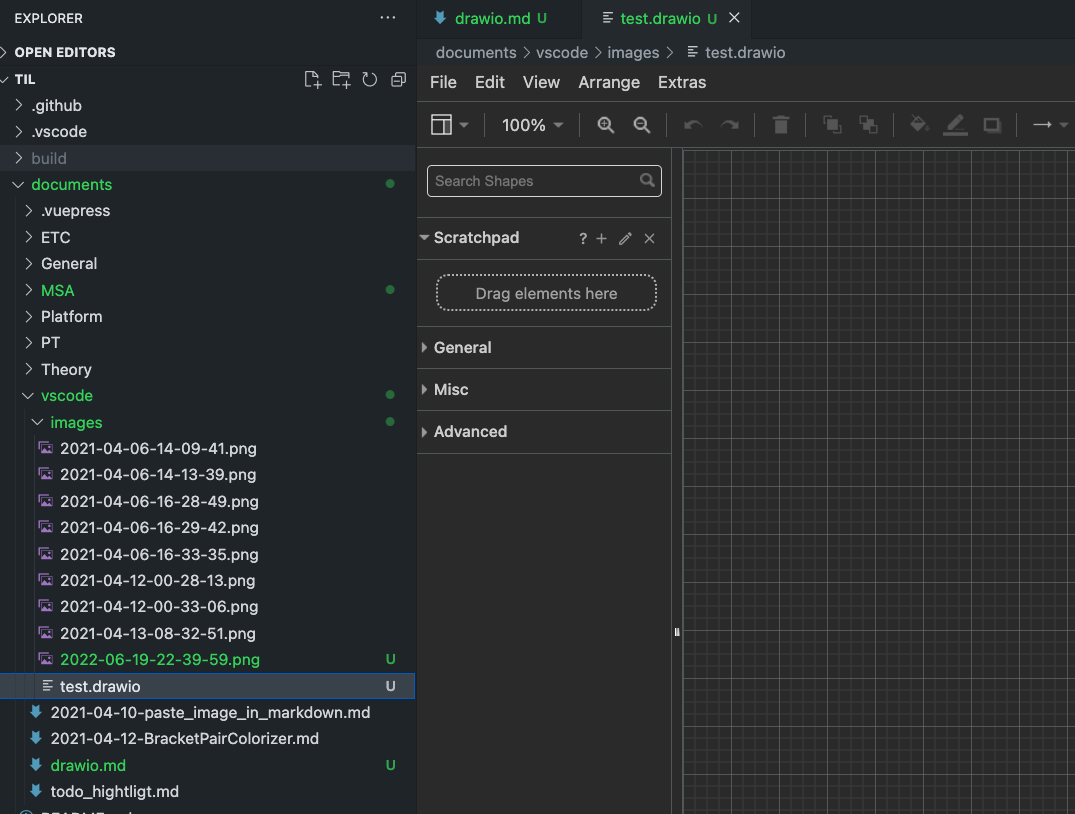 EXPLORER
OPEN EDITORS
TIL
.github
.vscode
build
documents
.vuepress
ETC
General
MSA
Platform
PT
Theory
vscode
images
2021-04-06-14-09-41.png
2021-04-06-14-13-39.png
2021-04-06-16-28-49.png
2021-04-06-16-29-42.png
2021-04-06-16-33-35.png
2021-04-12-00-28-13.png
2021-04-12-00-33-06.png
2021-04-13-08-32-51.png
2022-06-19-22-39-59.png U
test.drawio U
2021-04-10-paste_image_in_markdown.md
2021-04-12-BracketPairColorizer.md
drawio.md U
todo_hightligt.md
drawio.md U test.drawio U
documents > vscode > images > test.drawio
File Edit View Arrange Extras
100%
Search Shapes
Scratchpad ?
Drag elements here
General
Misc
Advanced